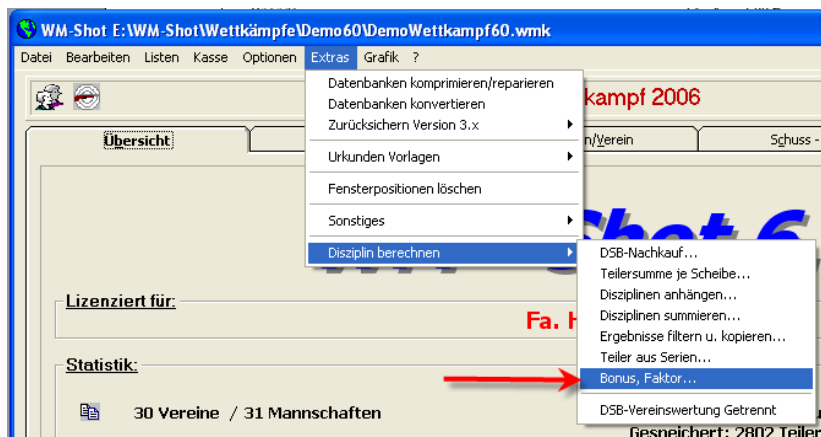 WM-Shot E:\WM-Shot\Wettkämpfe\Demo60\DemoWettkampf60.wmk
Datei Bearbeiten Listen Kasse Optionen Extras Grafik ?
Datenbanken komprimieren/reparieren
kampf 2006
Datenbanken konvertieren
Zurücksichern Version 3.x
Übersicht
n/Verein
Schuss -
Urkunden Vorlagen
Fensterpositionen löschen
Sonstiges
Shot 6
Disziplin berechnen
DSB-Nachkauf...
Teilersumme je Scheibe...
Disziplinen anhängen...
Lizenziert für:
Disziplinen summieren...
Fa. H
Ergebnisse filtern u. kopieren...
Teiler aus Serien...
Statistik:
Bonus, Faktor...
30 Vereine / 31 Mannschaften
DSB-Vereinswertung Getrennt
Gespeichert: 2802 Teiler